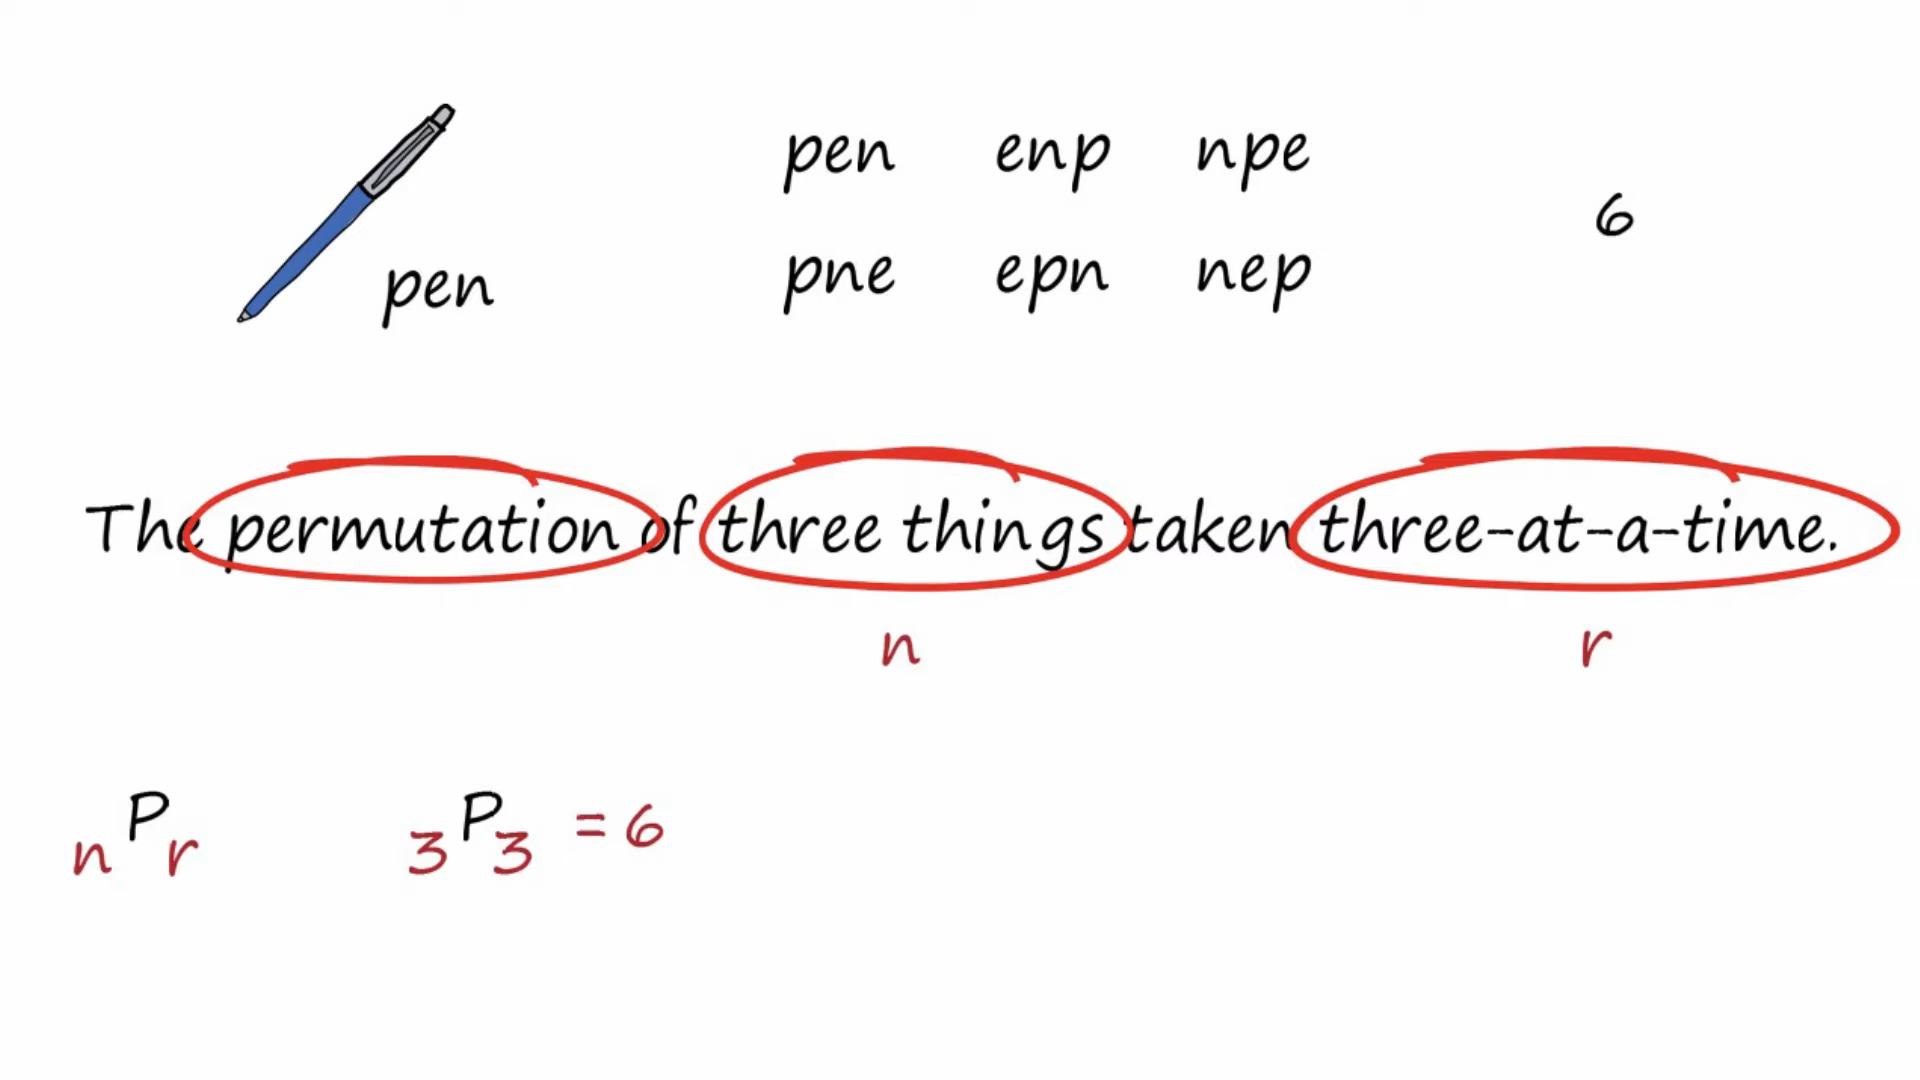 pen enp npe
6
pen pne epn nep
The permutation of three things taken three-at-a-time.
n r
nPr 3P3 = 6